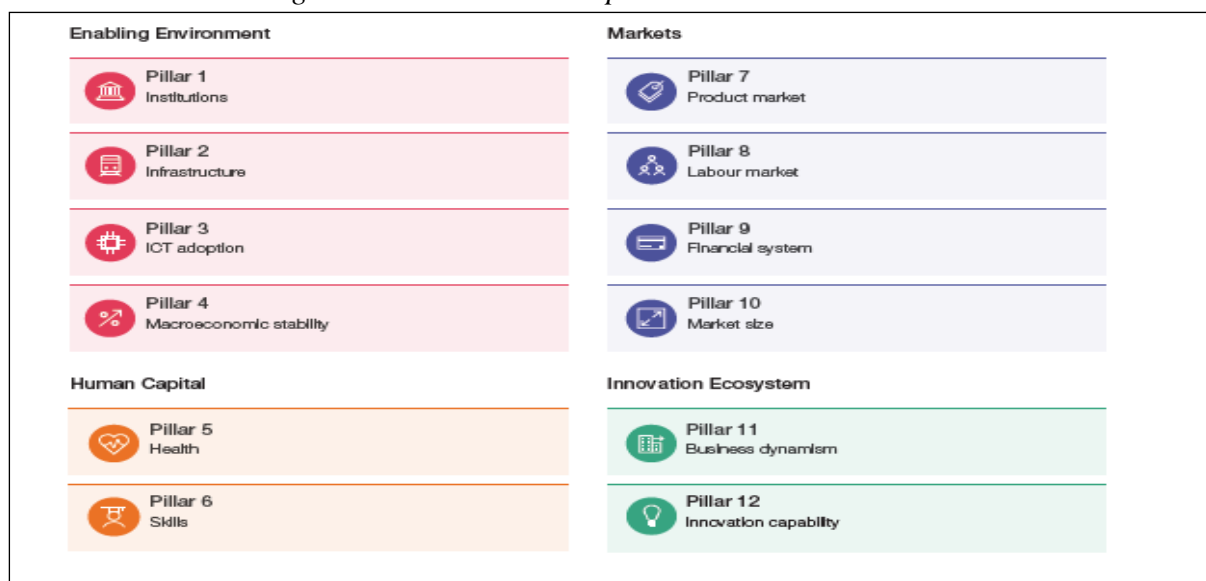 Enabling Environment
Pillar 1
Institutions
Pillar 2
Infrastructure
Pillar 3
ICT adoption
Pillar 4
Macroeconomic stability
Human Capital
Pillar 5
Health
Pillar 6
Skills
Markets
Pillar 7
Product market
Pillar 8
Labour market
Pillar 9
Financial system
Pillar 10
Market size
Innovation Ecosystem
Pillar 11
Business dynamism
Pillar 12
Innovation capability